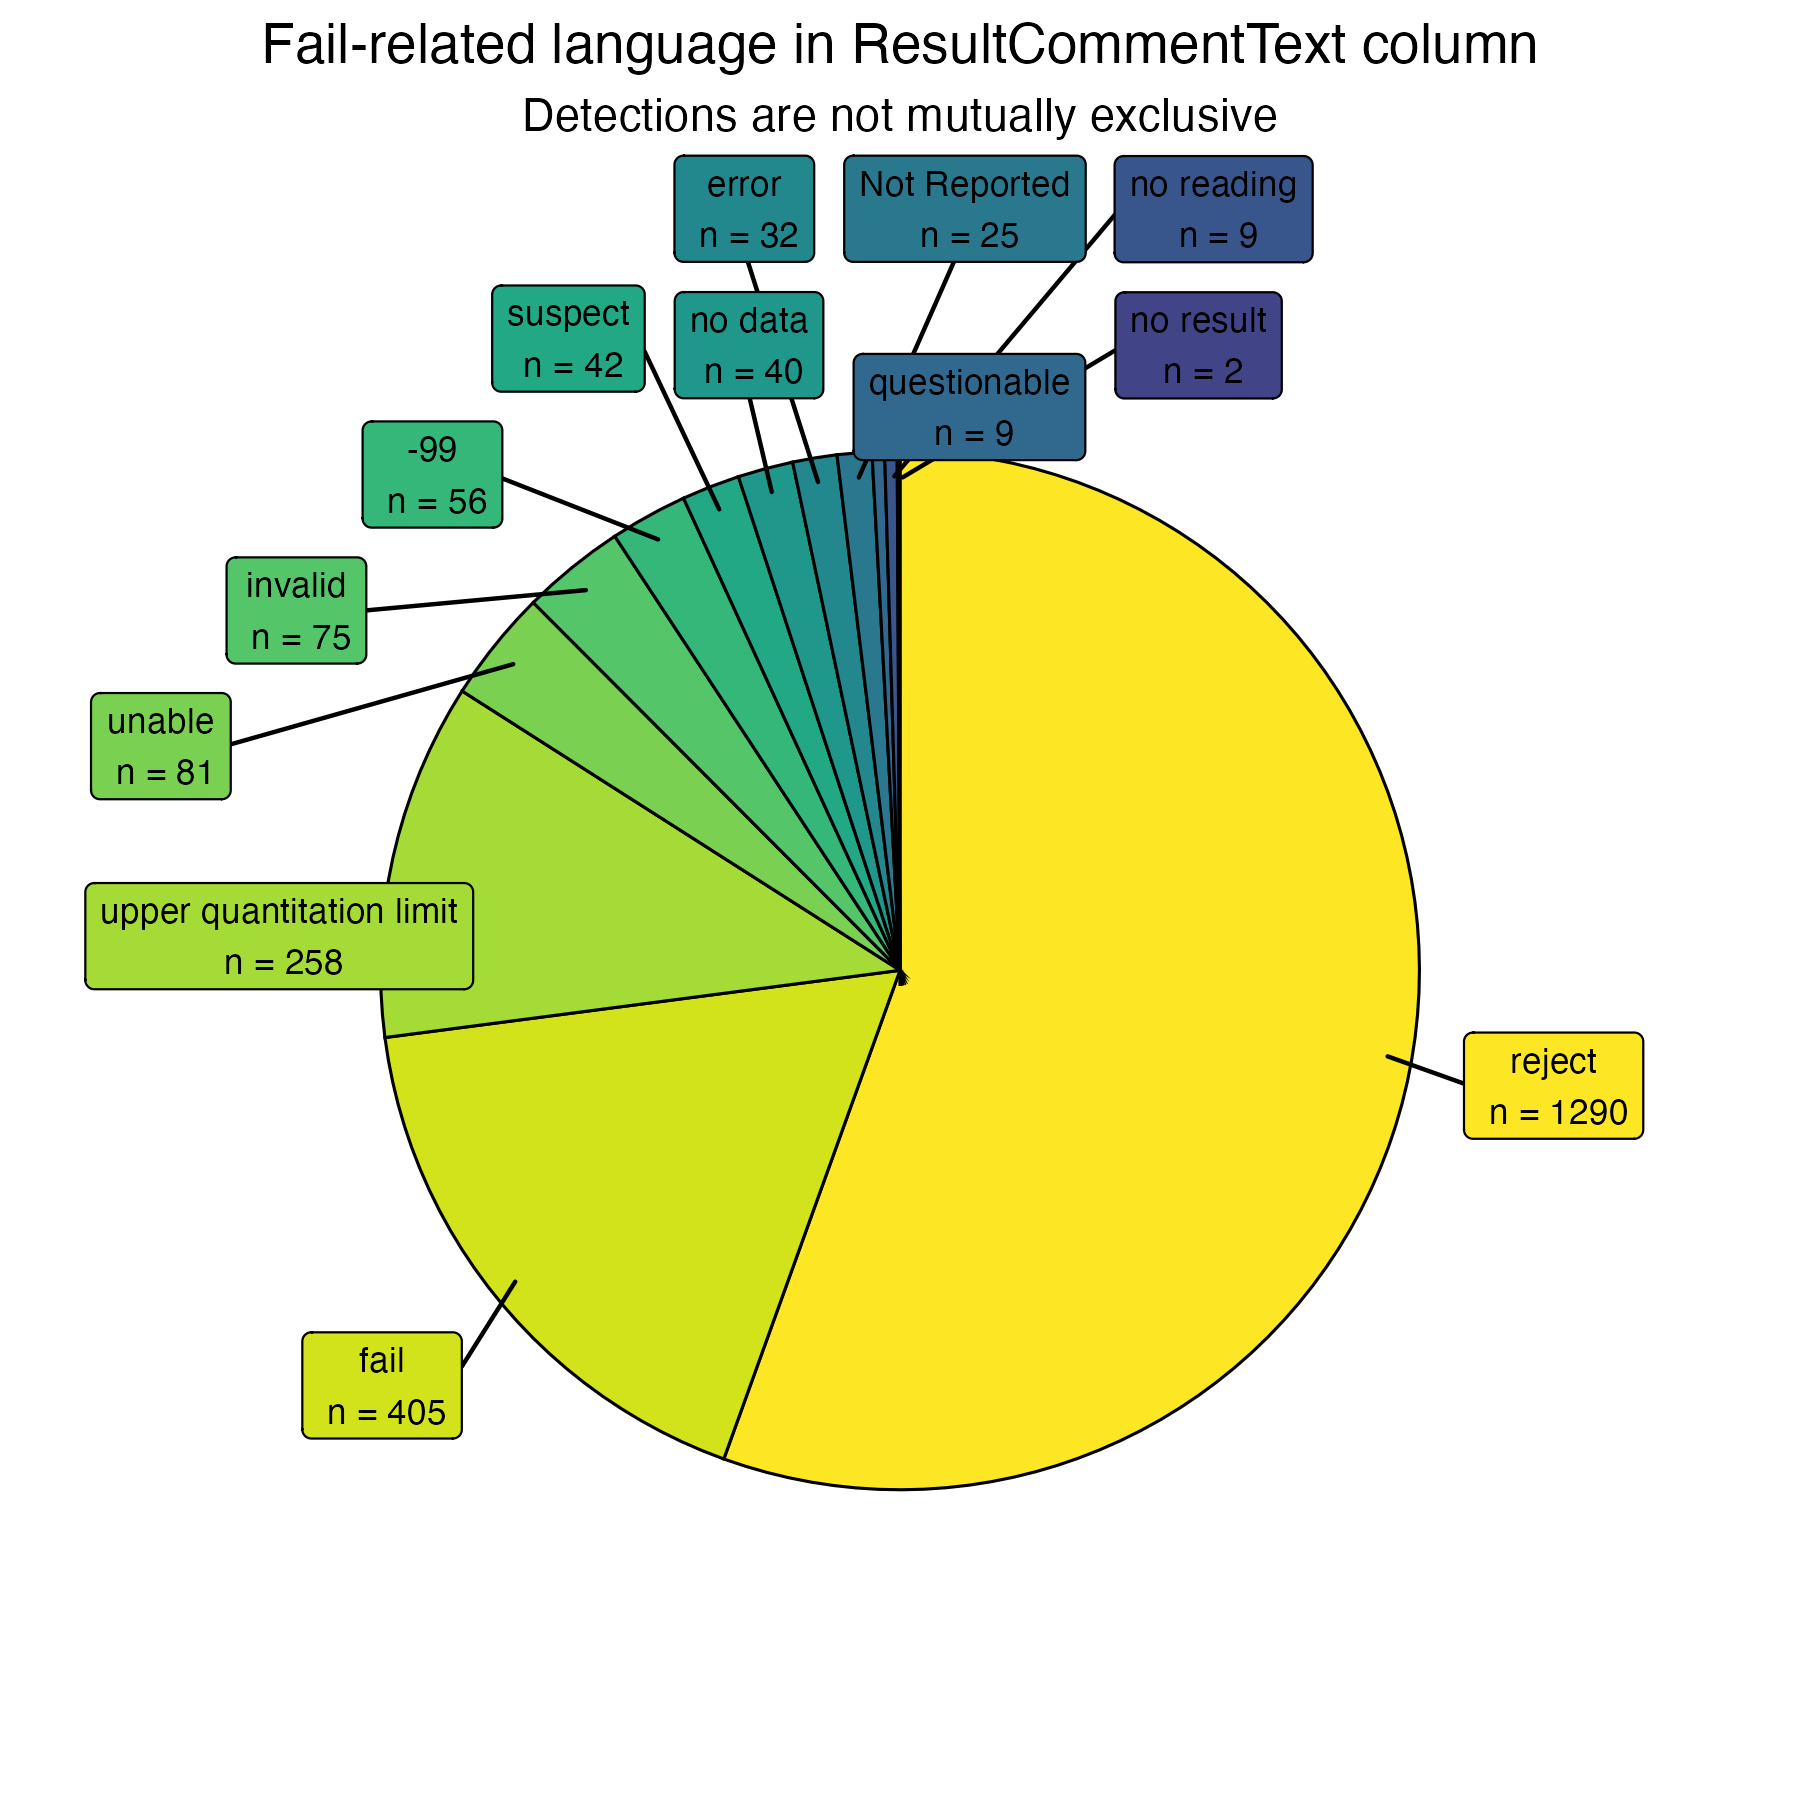 Fail-related language in ResultCommentText column
Detections are not mutually exclusive
error
n = 32
Not Reported
n = 25
no reading
n = 9
suspect
n = 42
no data
n = 40
no result
n = 2
questionable
n = 9
-99
n = 56
invalid
n = 75
unable
n = 81
upper quantitation limit
n = 258
reject
n = 1290
fail
n = 405